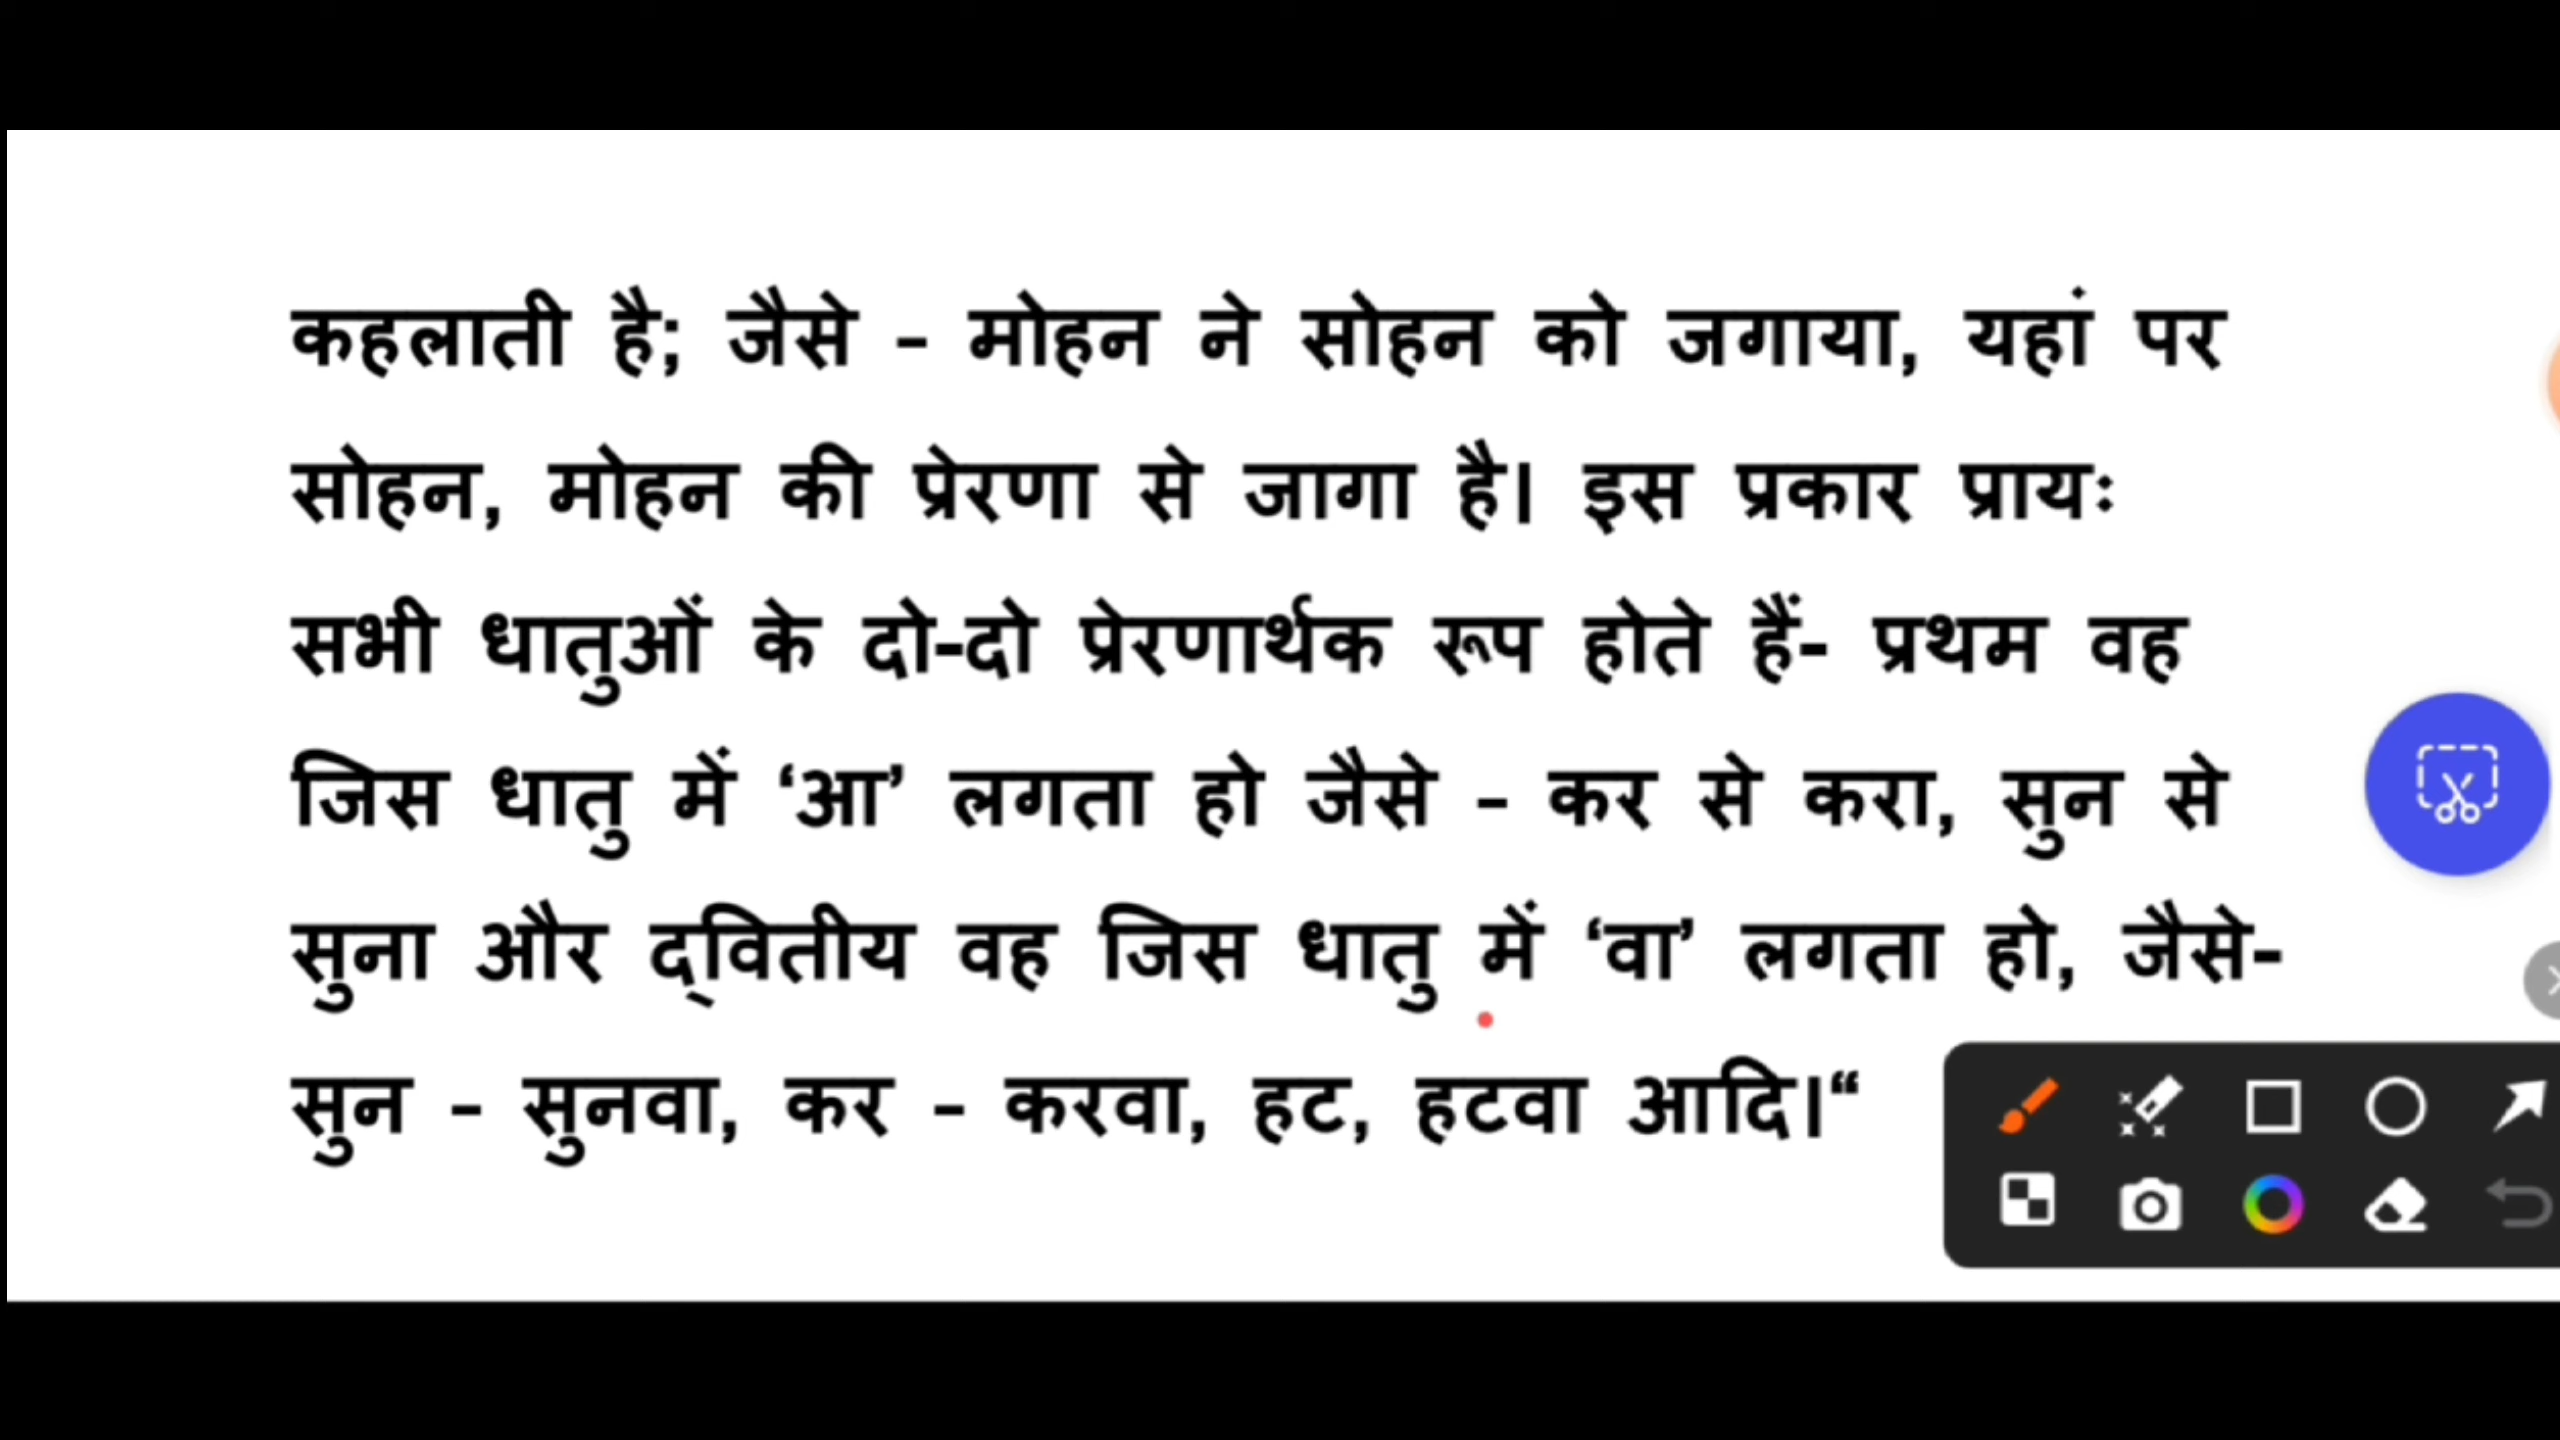 कहलाती है; जैसे – मोहन ने सोहन को जगाया, यहां पर
सोहन, मोहन की प्रेरणा से जागा है। इस प्रकार प्रायः
सभी धातुओं के दो-दो प्रेरणार्थक रूप होते हैं- प्रथम वह
जिस धातु में ‘आ’ लगता हो जैसे – कर से करा, सुन से
सुना और द्वितीय वह जिस धातु में ‘वा’ लगता हो, जैसे-
सुन – सुनवा, कर – करवा, हट, हटवा आदि।“